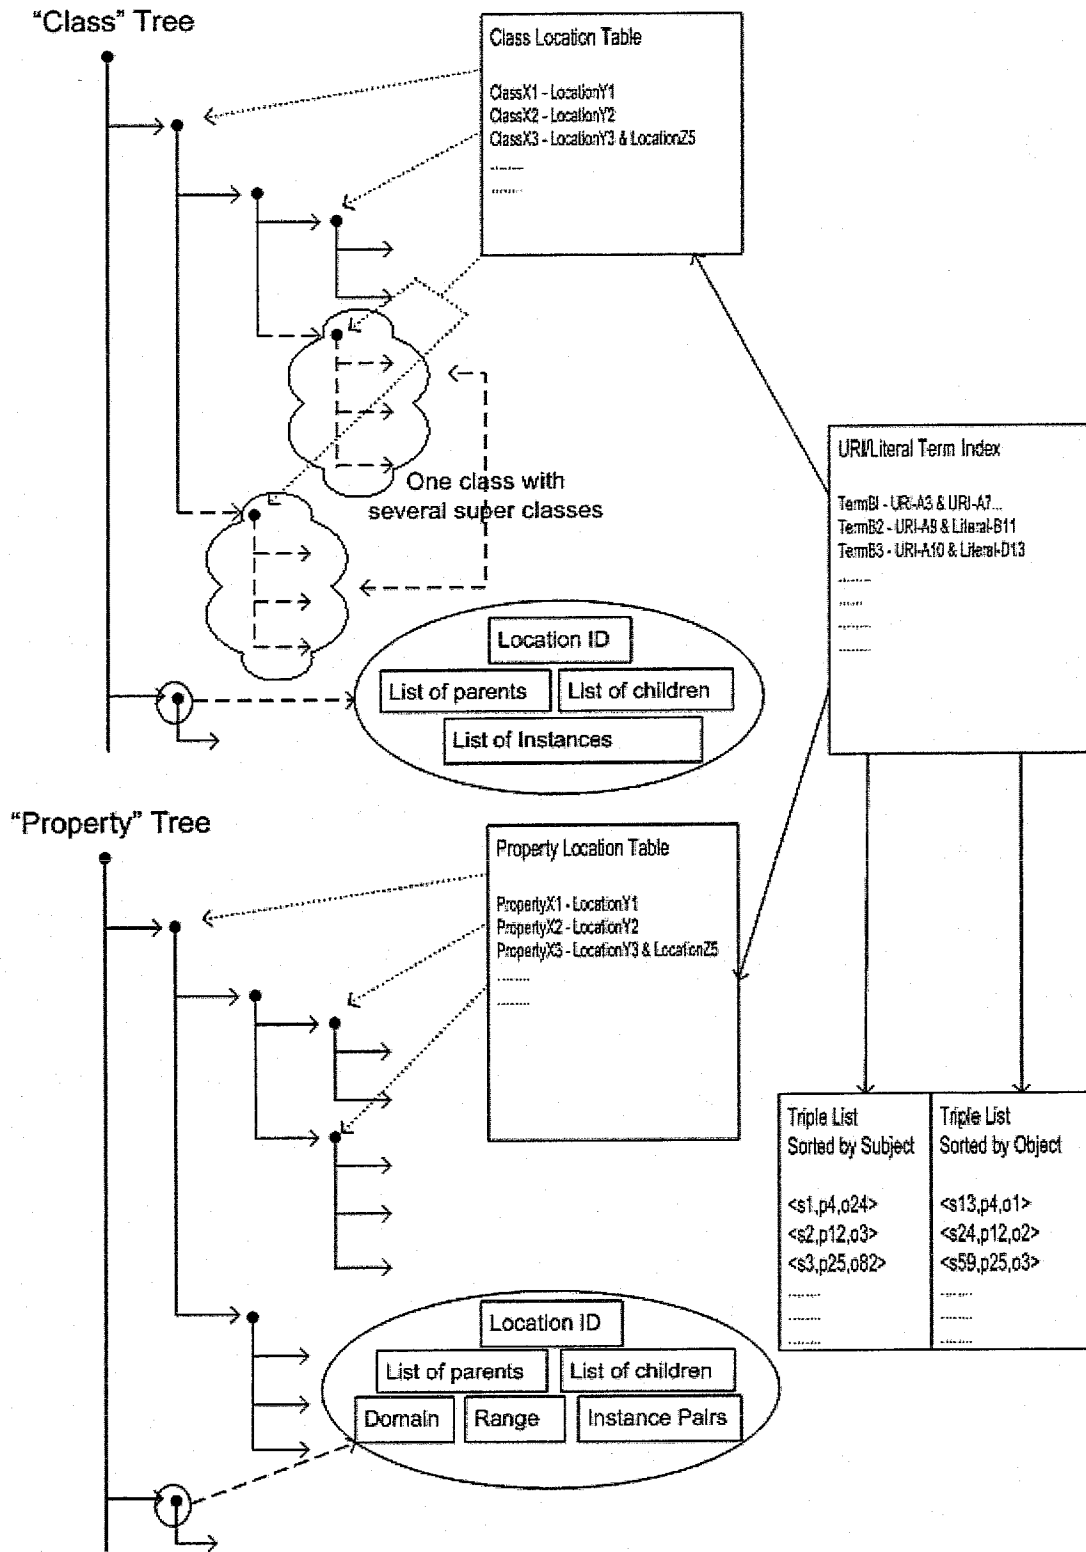 “Class” Tree
Class Location Table
ClassX1 - LocationY1
ClassX2 - LocationY2
ClassX3 - LocationY3 & LocationZ5
........
........
One class with
several super classes
URI/Literal Term Index
TermB1 - URI-A3 & URI-A7...
TermB2 - URI-A9 & Literal-B11
TermB3 - URI-A10 & Literal-D13
........
......
........
........
Location ID
List of parents
List of children
List of Instances
“Property” Tree
Property Location Table
PropertyX1 - LocationY1
PropertyX2 - LocationY2
PropertyX3 - LocationY3 & LocationZ5
........
........
Triple List
Sorted by Subject
<s1,p4,o24>
<s2,p12,o3>
<s3,p25,o82>
........
........
........
Triple List
Sorted by Object
<s13,p4,o1>
<s24,p12,o2>
<s59,p25,o3>
........
........
........
Location ID
List of parents
List of children
Domain
Range
Instance Pairs